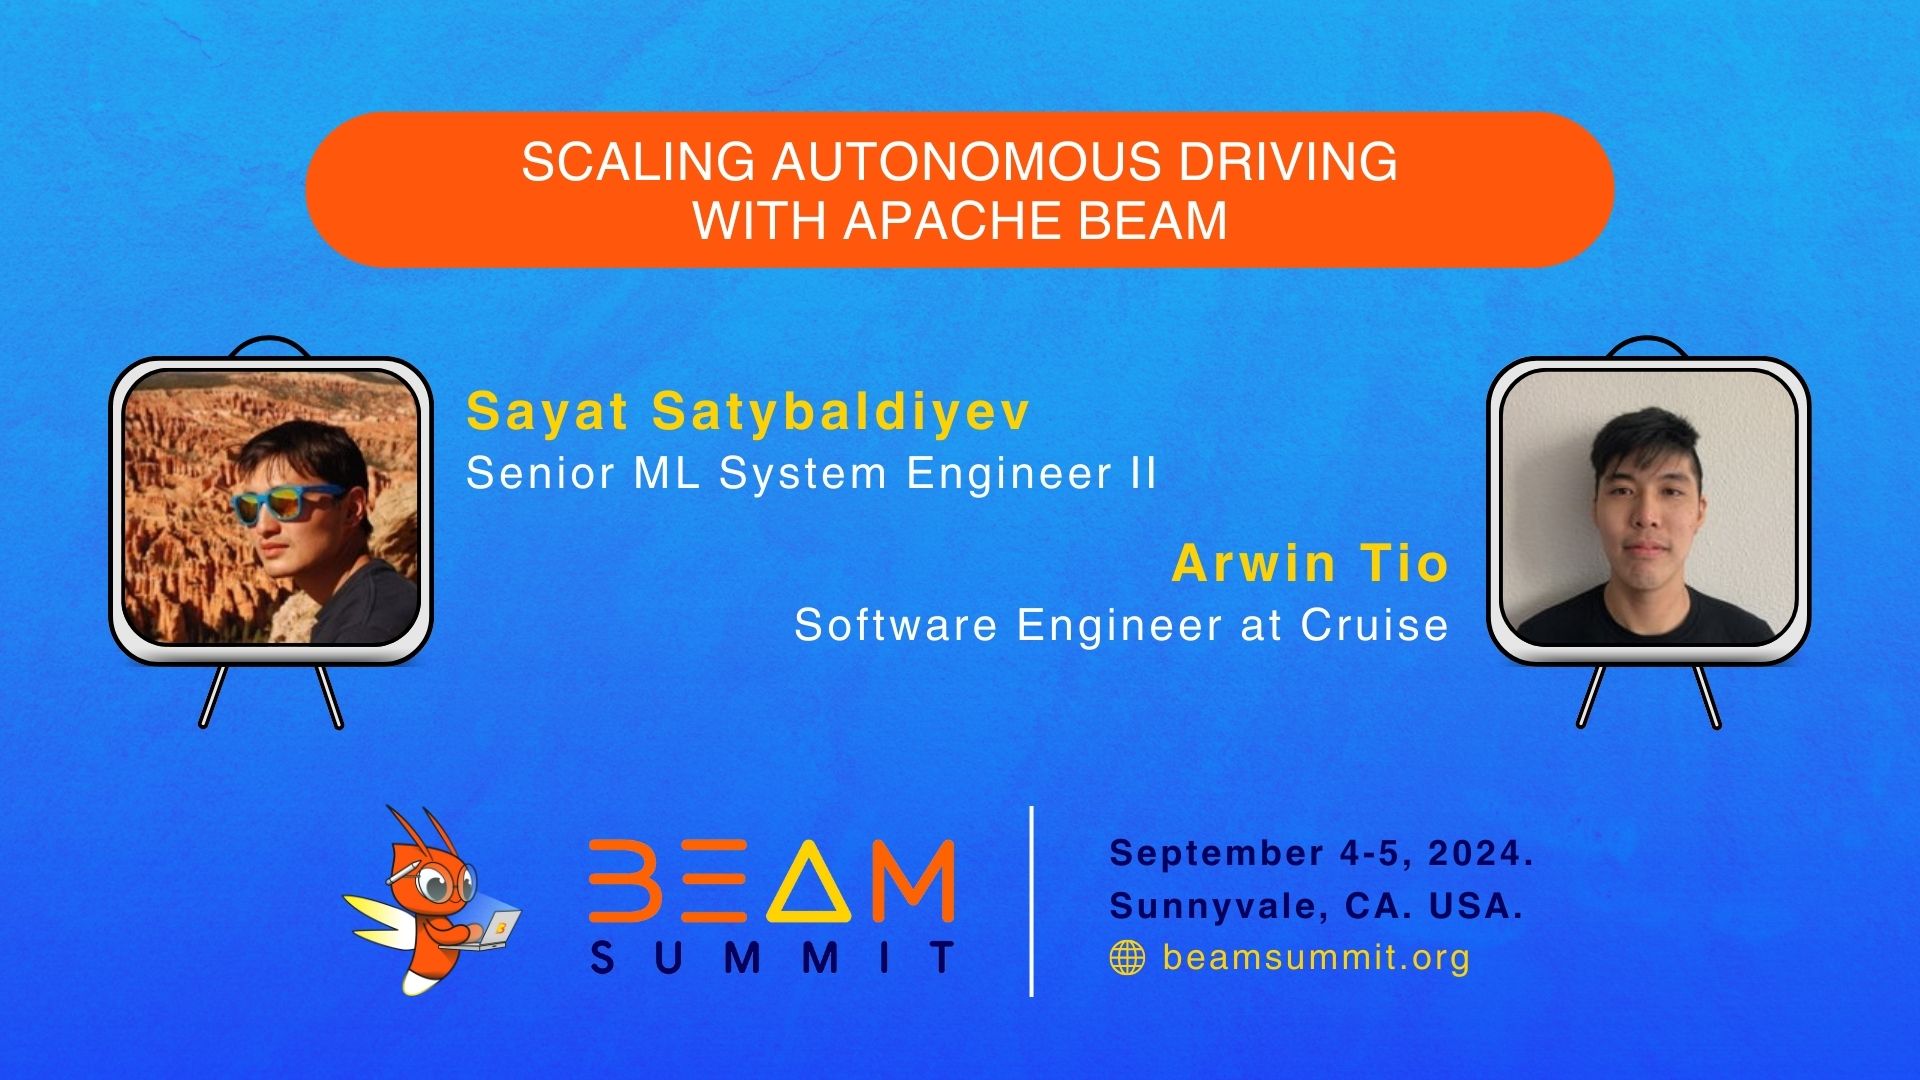 SCALING AUTONOMOUS DRIVING
WITH APACHE BEAM
Sayat Satybaldiyev
Senior ML System Engineer II
Arwin Tio
Software Engineer at Cruise
BEAM
SUMMIT
September 4-5, 2024.
Sunnyvale, CA. USA.
beamsummit.org